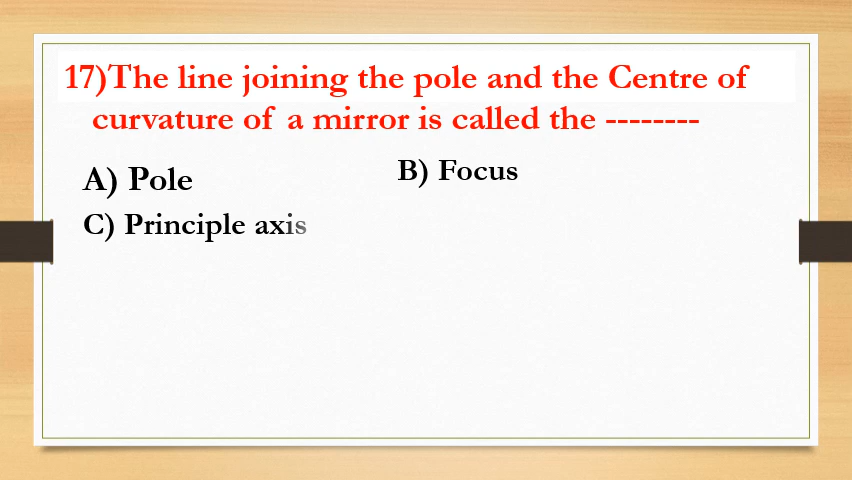 17)The line joining the pole and the Centre of
curvature of a mirror is called the --------
A) Pole
B) Focus
C) Principle axis